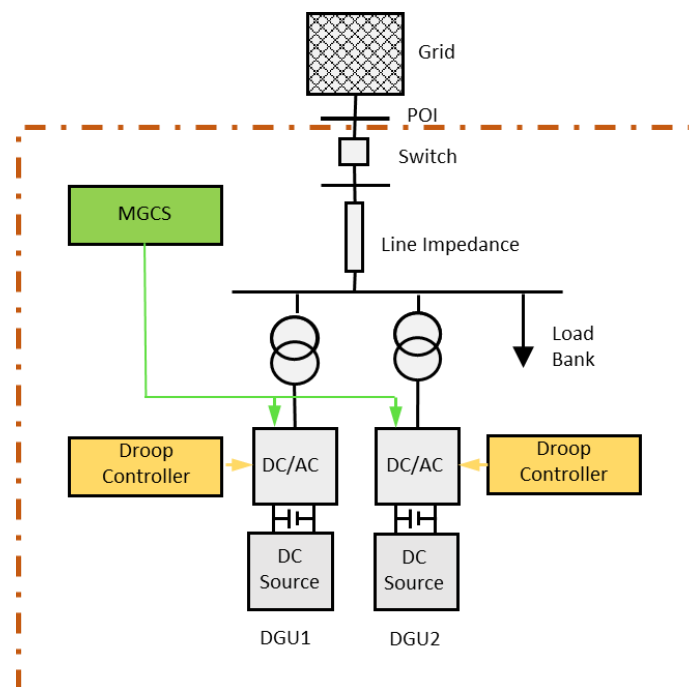 Grid
POI
Switch
MGCS
Line Impedance
Load
Bank
Droop
Controller
DC/AC
DC/AC
Droop
Controller
DC
Source
DC
Source
DGU1
DGU2